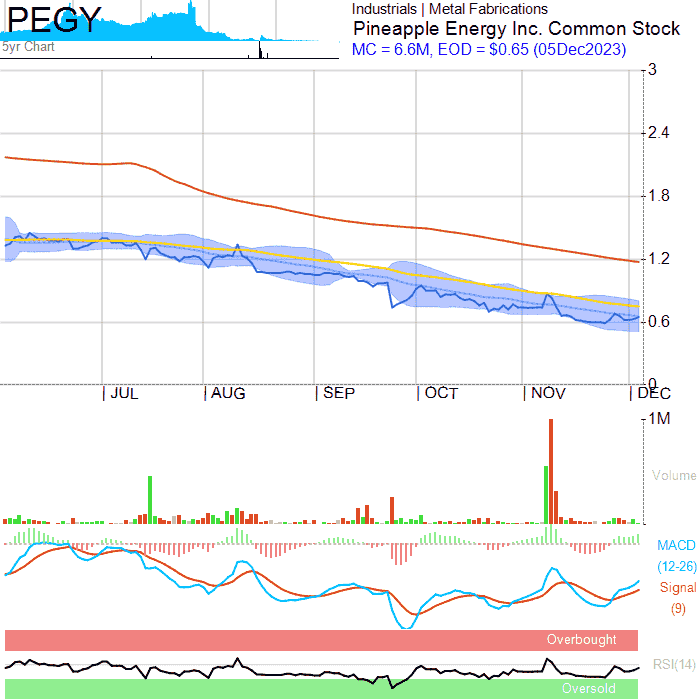 PEGY
5yr Chart
Industrials | Metal Fabrications
Pineapple Energy Inc. Common Stock
MC = 6.6M, EOD = $0.65 (05Dec2023)
3
2.4
1.8
1.2
0.6
0
JUL
AUG
SEP
OCT
NOV
DEC
1M
Volume
MACD
(12-26)
Signal
(9)
Overbought
RSI(14)
Oversold